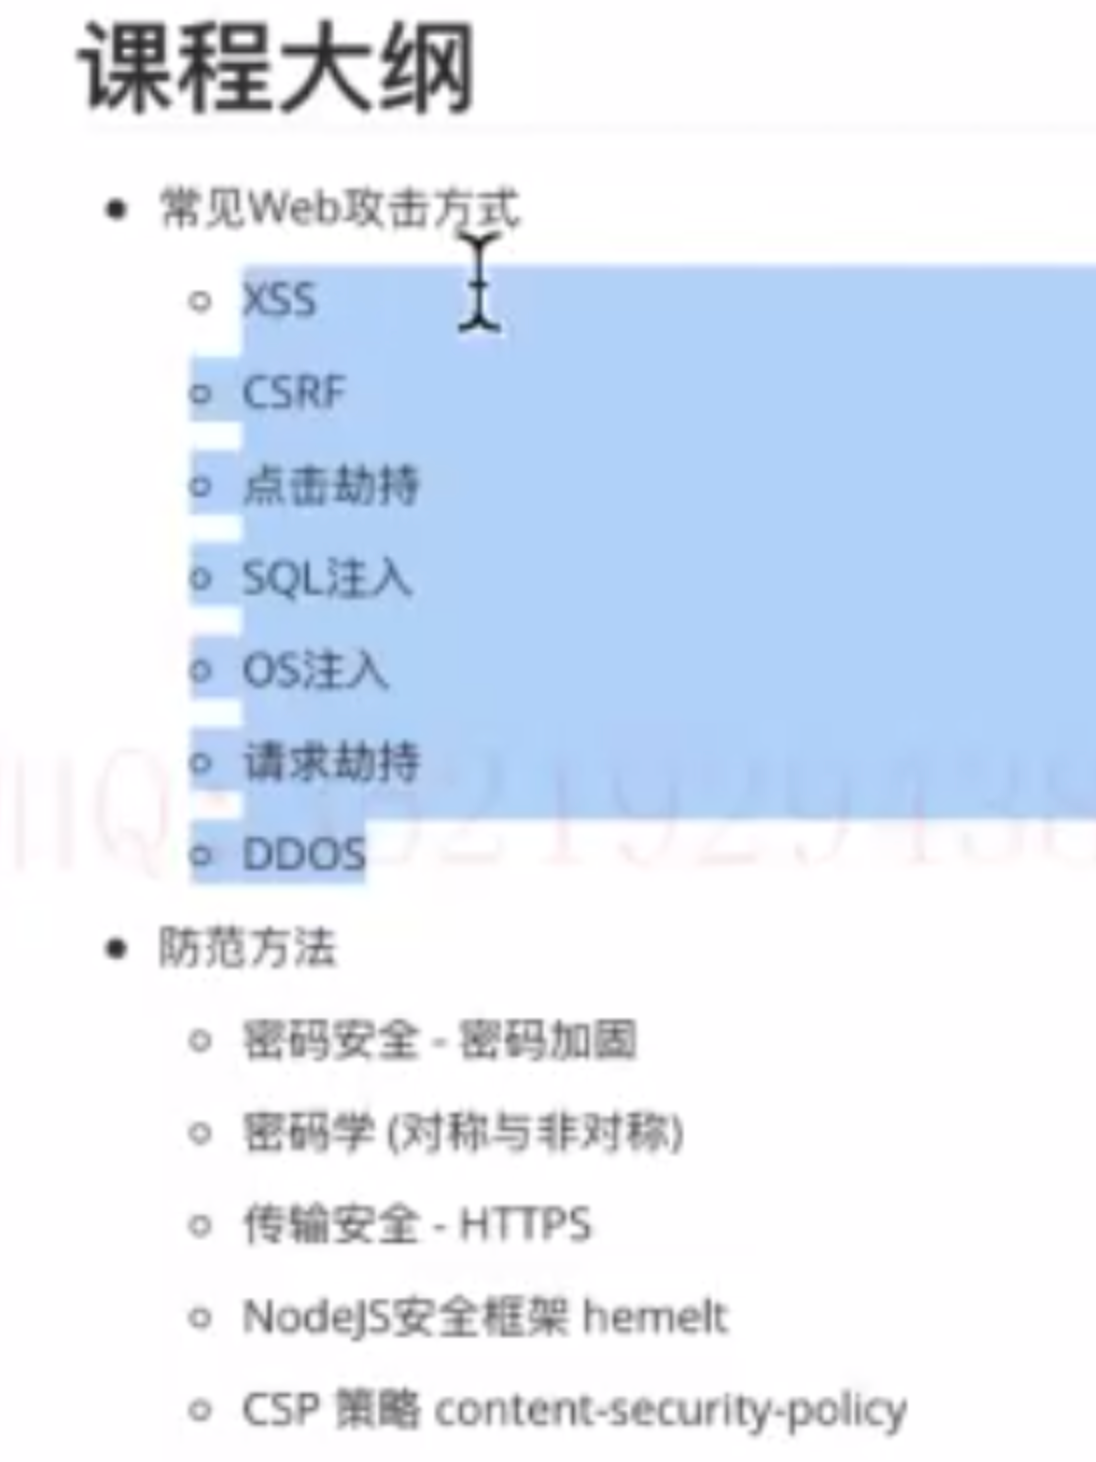 课程大纲
常见Web攻击方式
XSS
CSRF
点击劫持
SQL注入
OS注入
请求劫持
DDOS
防范方法
密码安全 - 密码加固
密码学 (对称与非对称)
传输安全 - HTTPS
NodeJS安全框架 hemelt
CSP 策略 content-security-policy